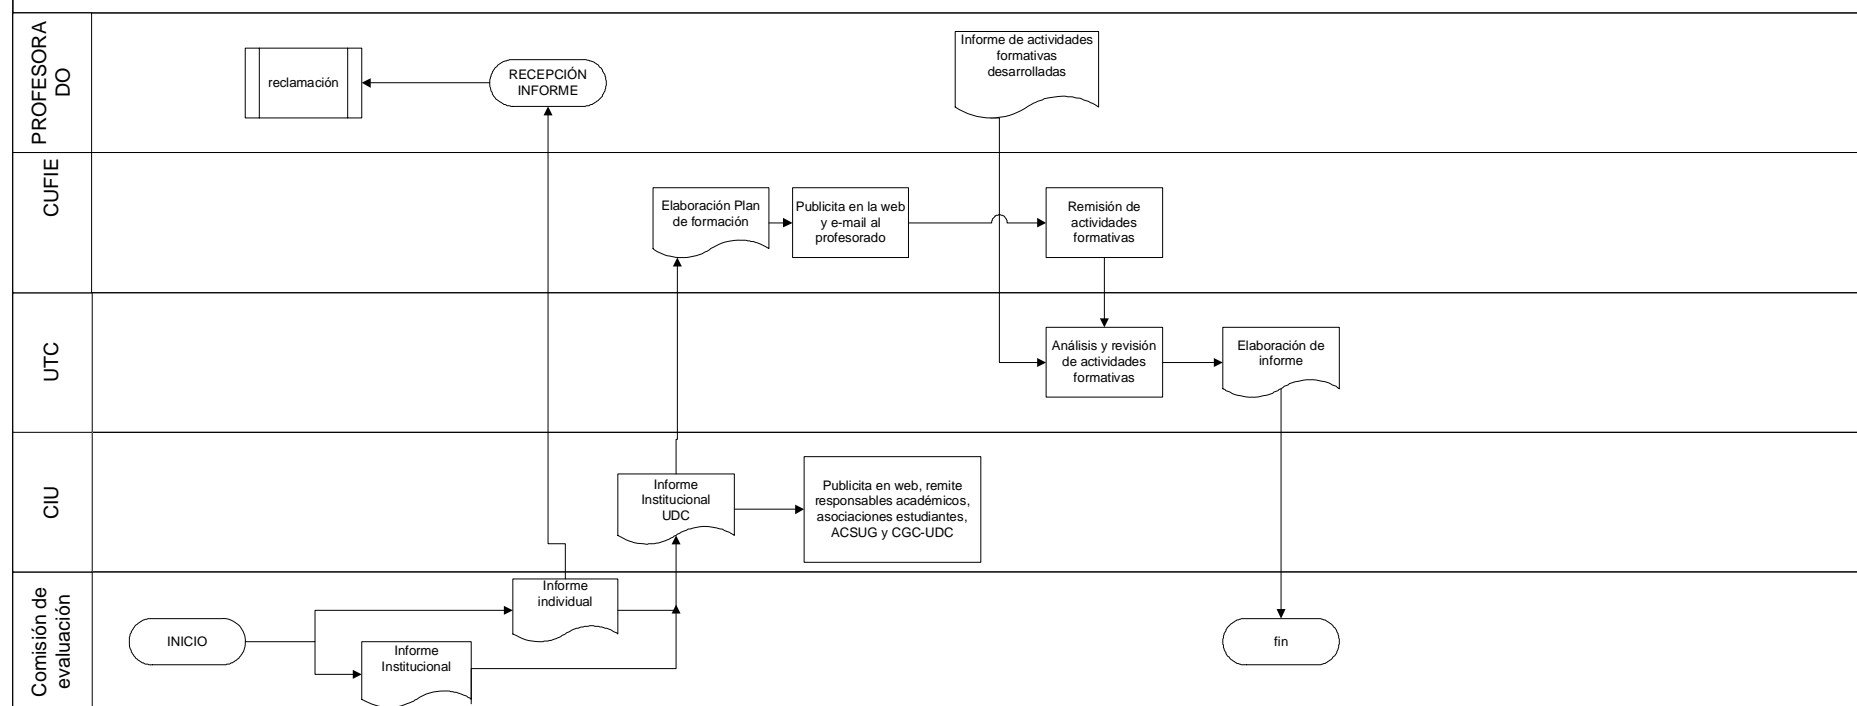 PROFESORA
DO
reclamación
RECEPCIÓN
INFORME
Informe de actividades
formativas
desarrolladas
CUFIE
Elaboración Plan
de formación
Publicita en la web
y e-mail al
profesorado
Remisión de
actividades
formativas
UTC
Análisis y revisión
de actividades
formativas
Elaboración de
informe
CIU
Informe
Institucional
UDC
Publicita en web, remite
responsables académicos,
asociaciones estudiantes,
ACSUG y CGC-UDC
Comisión de
evaluación
INICIO
Informe
individual
Informe
Institucional
fin